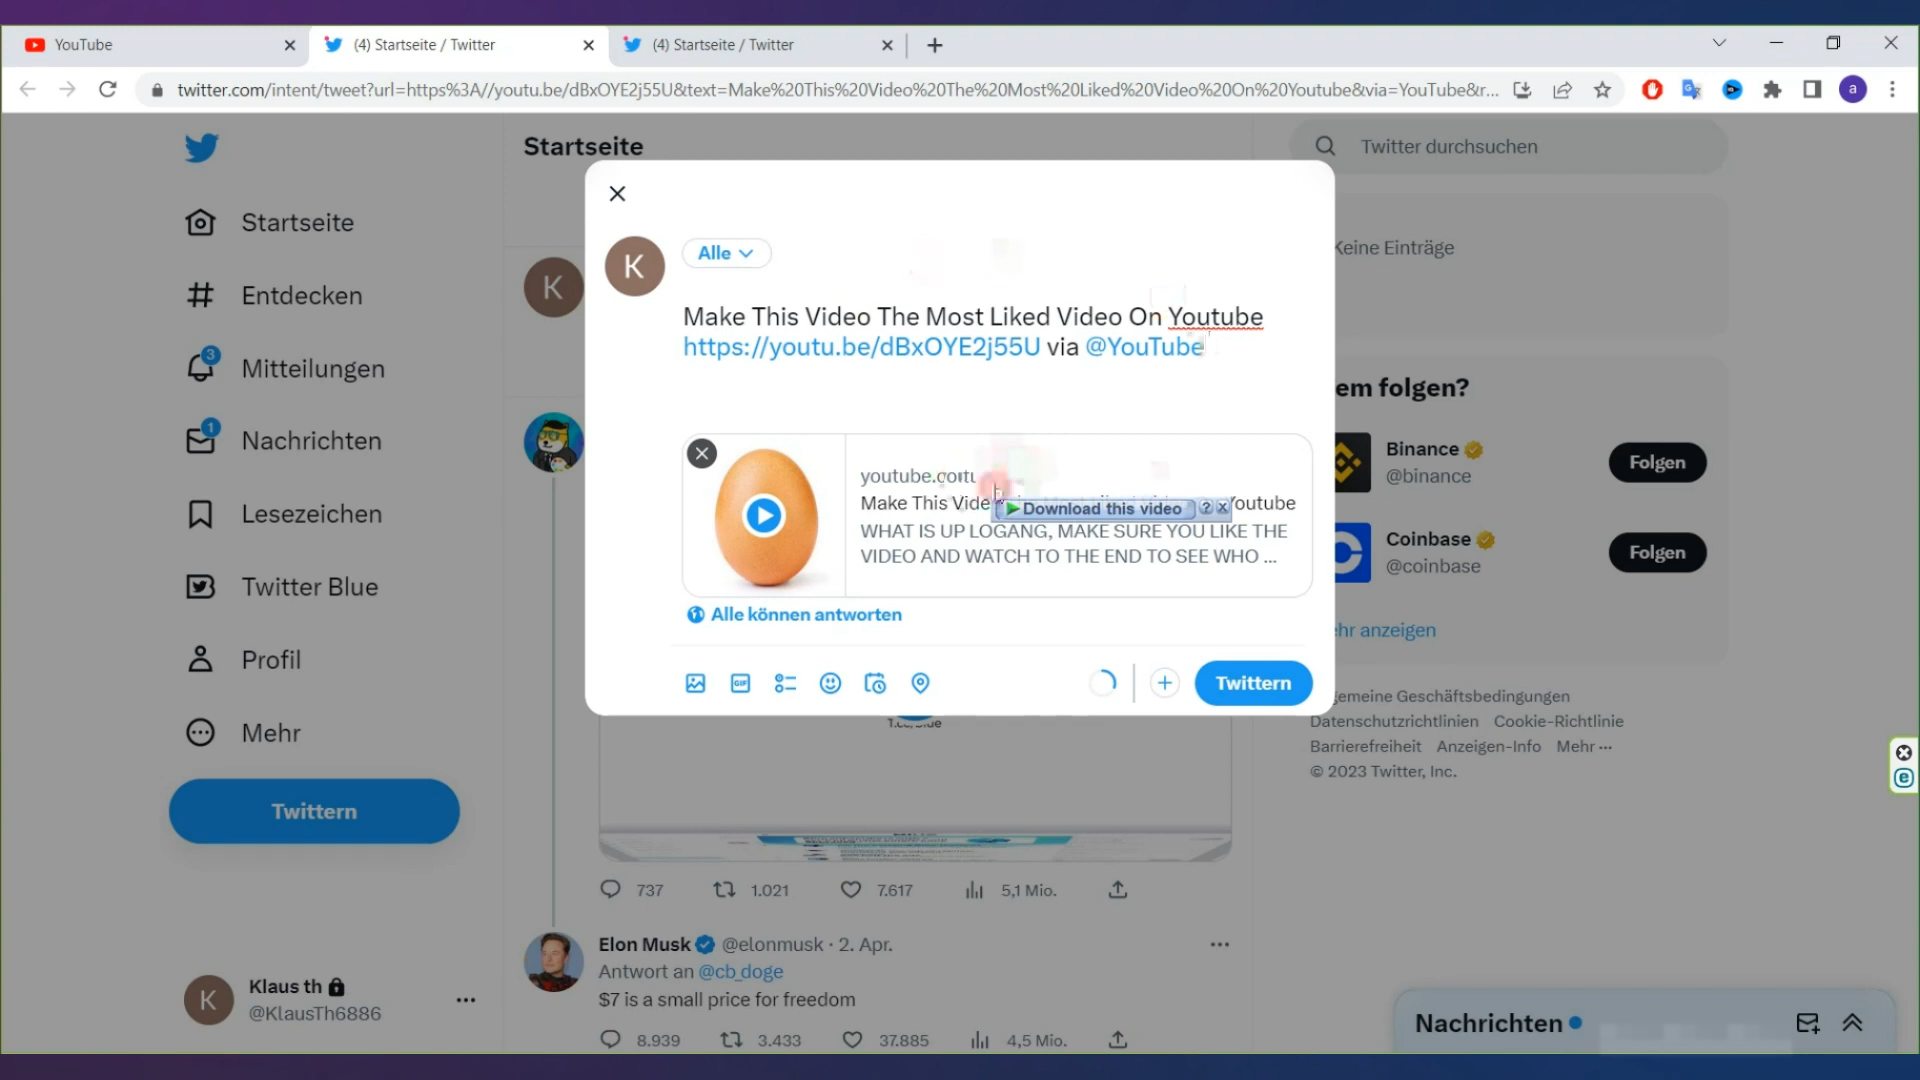 YouTube
(4) Startseite / Twitter
(4) Startseite / Twitter
twitter.com/intent/tweet?url=https%3A//youtu.be/dBxOYE2j55U&text=Make%20This%20Video%20The%20Most%20Liked%20Video%20On%20Youtube&via=YouTube&r...
a
Startseite
Entdecken
3
Mitteilungen
1
Nachrichten
Lesezeichen
Twitter Blue
Profil
Mehr
Twittern
Klaus th
@KlausTh6886
K
Startseite
K
K
Alle
Make This Video The Most Liked Video On Youtube
https://youtu.be/dBxOYE2j55U via @YouTube
youtube.com
Make This Vide Youtube
Download this video
WHAT IS UP LOGANG, MAKE SURE YOU LIKE THE
VIDEO AND WATCH TO THE END TO SEE WHO ...
Alle können antworten
GIF
Twittern
737
1.021
7.617
5,1 Mio.
Elon Musk @elonmusk · 2. Apr.
Antwort an @cb_doge
$7 is a small price for freedom
8.939
3.433
37.885
4,5 Mio.
Twitter durchsuchen
Keine Einträge
em folgen?
Binance
@binance
Folgen
Coinbase
@coinbase
Folgen
hr anzeigen
gemeine Geschäftsbedingungen
Datenschutzrichtlinien Cookie-Richtlinie
Barrierefreiheit Anzeigen-Info Mehr ...
© 2023 Twitter, Inc.
Nachrichten